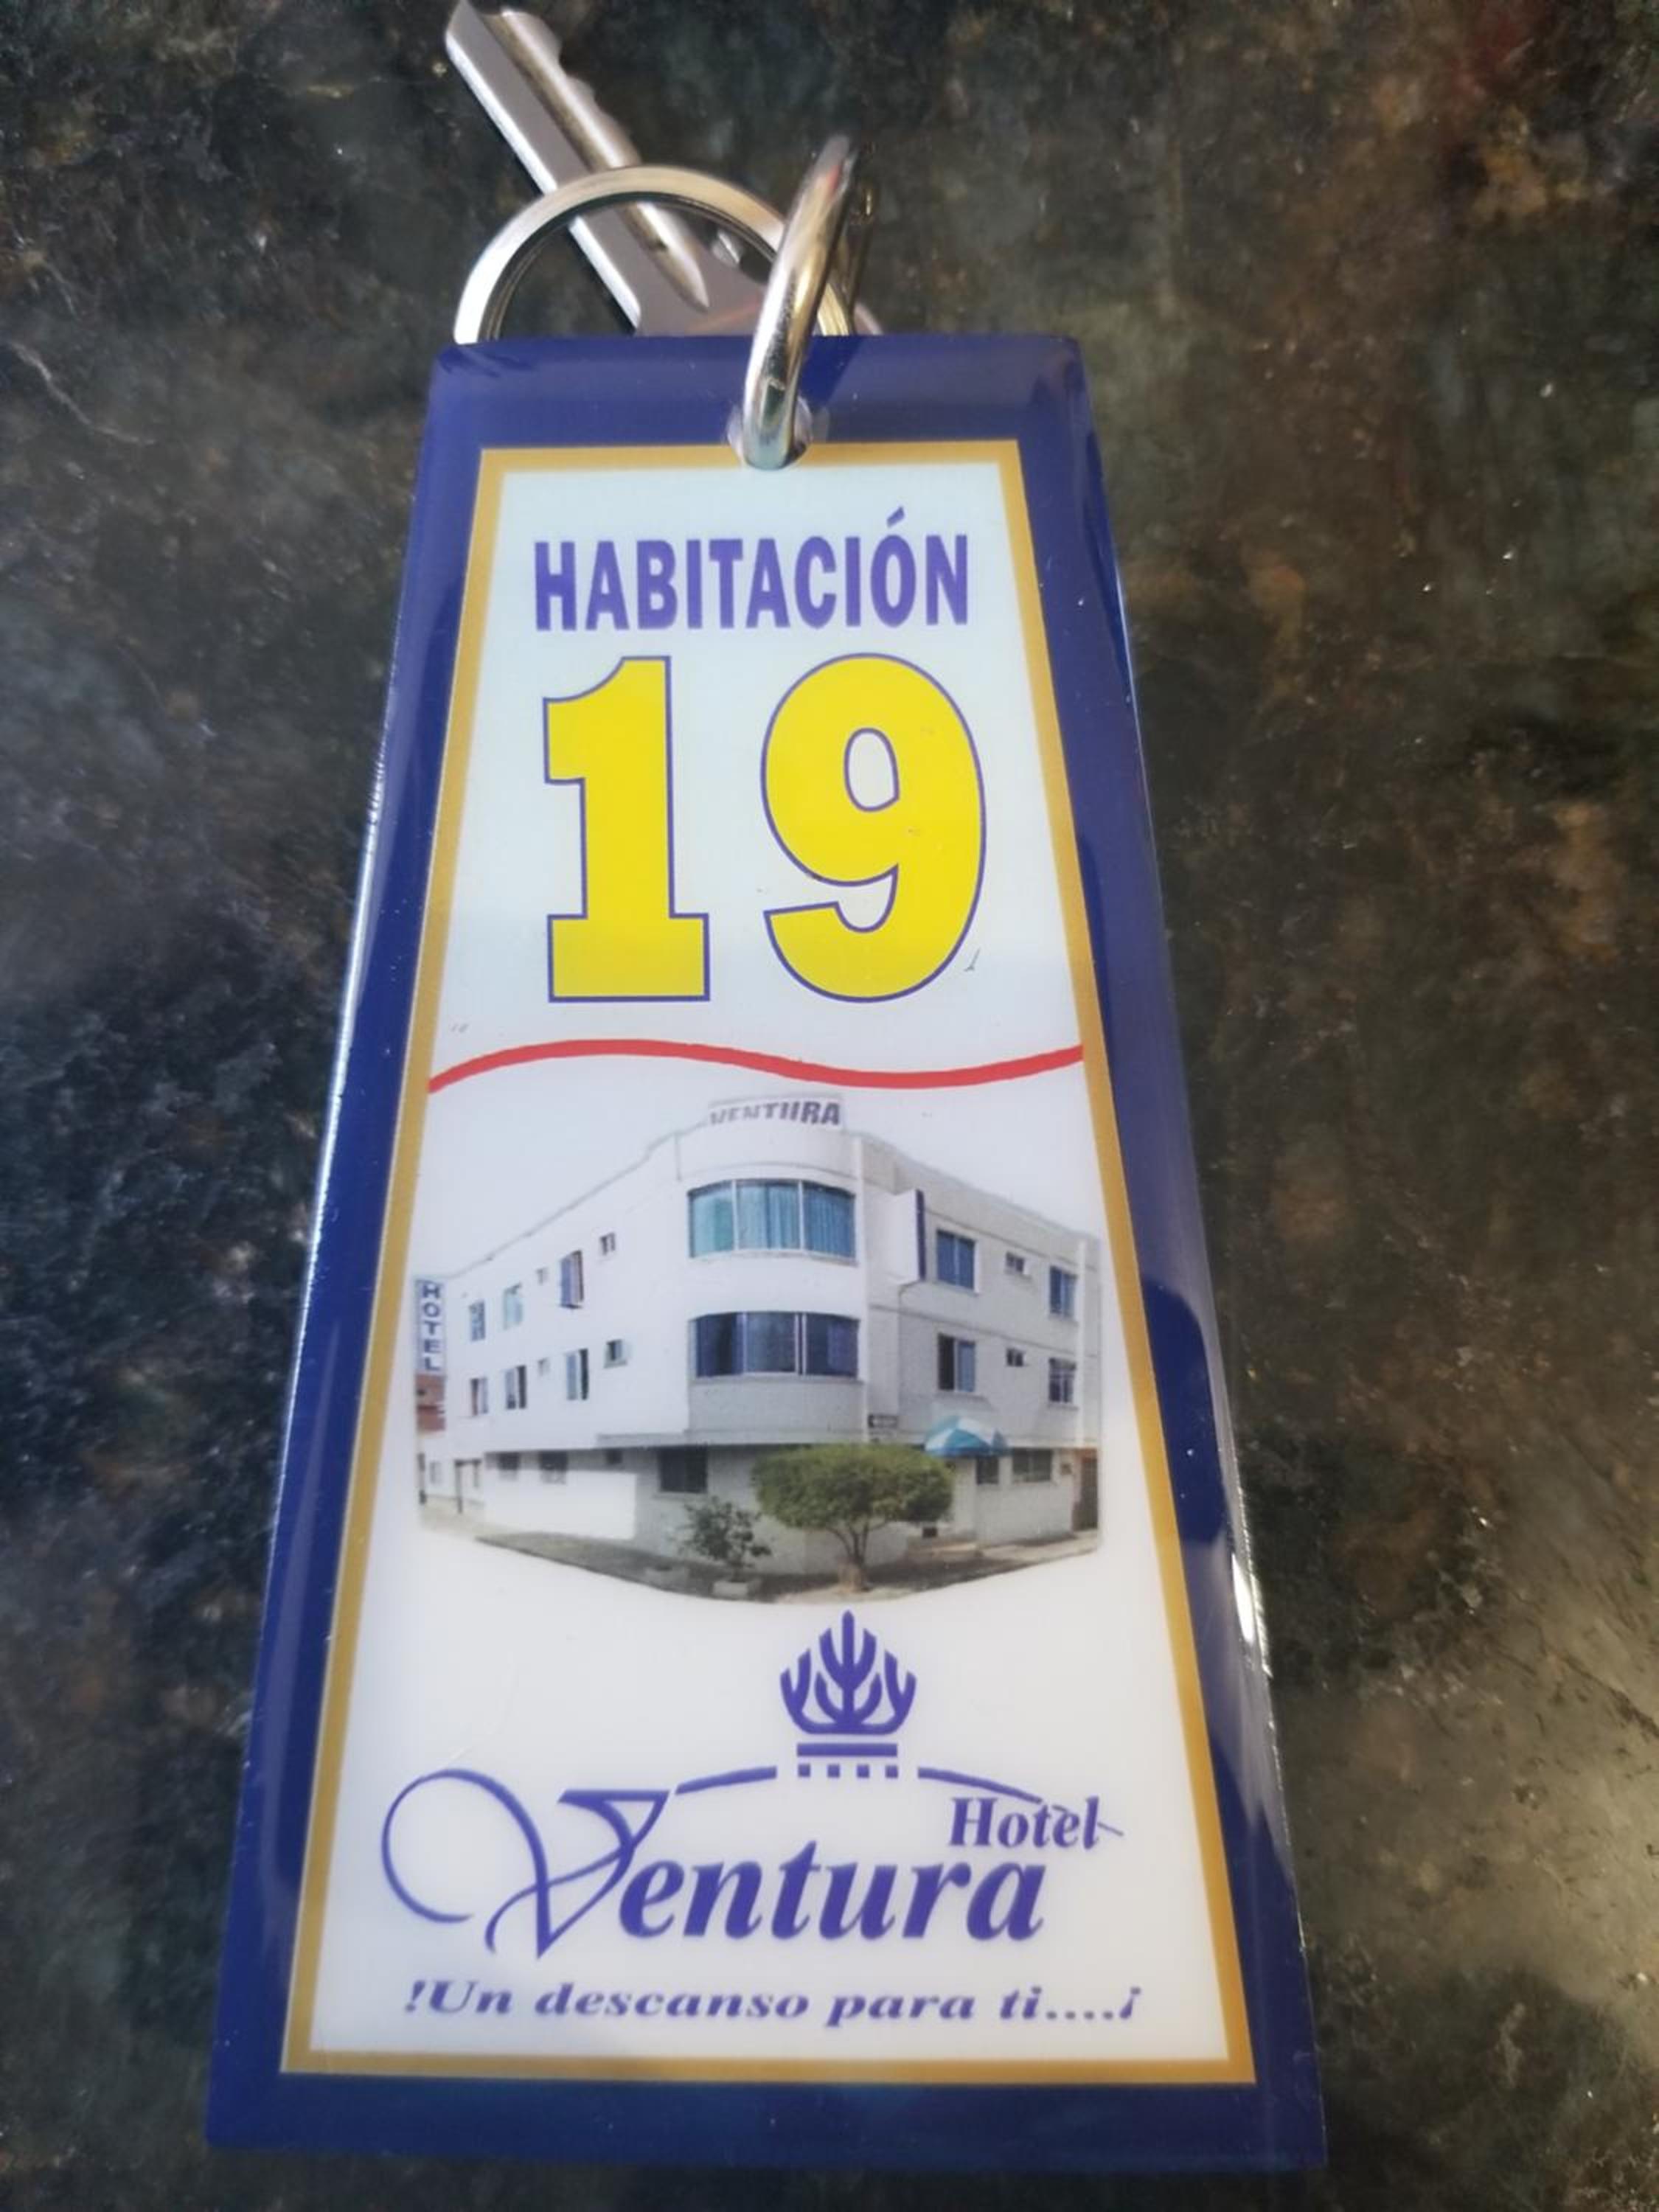 HABITACIÓN
19
VENTURA
HOTEL
Hotel
Ventura
!Un descanso para ti....¡